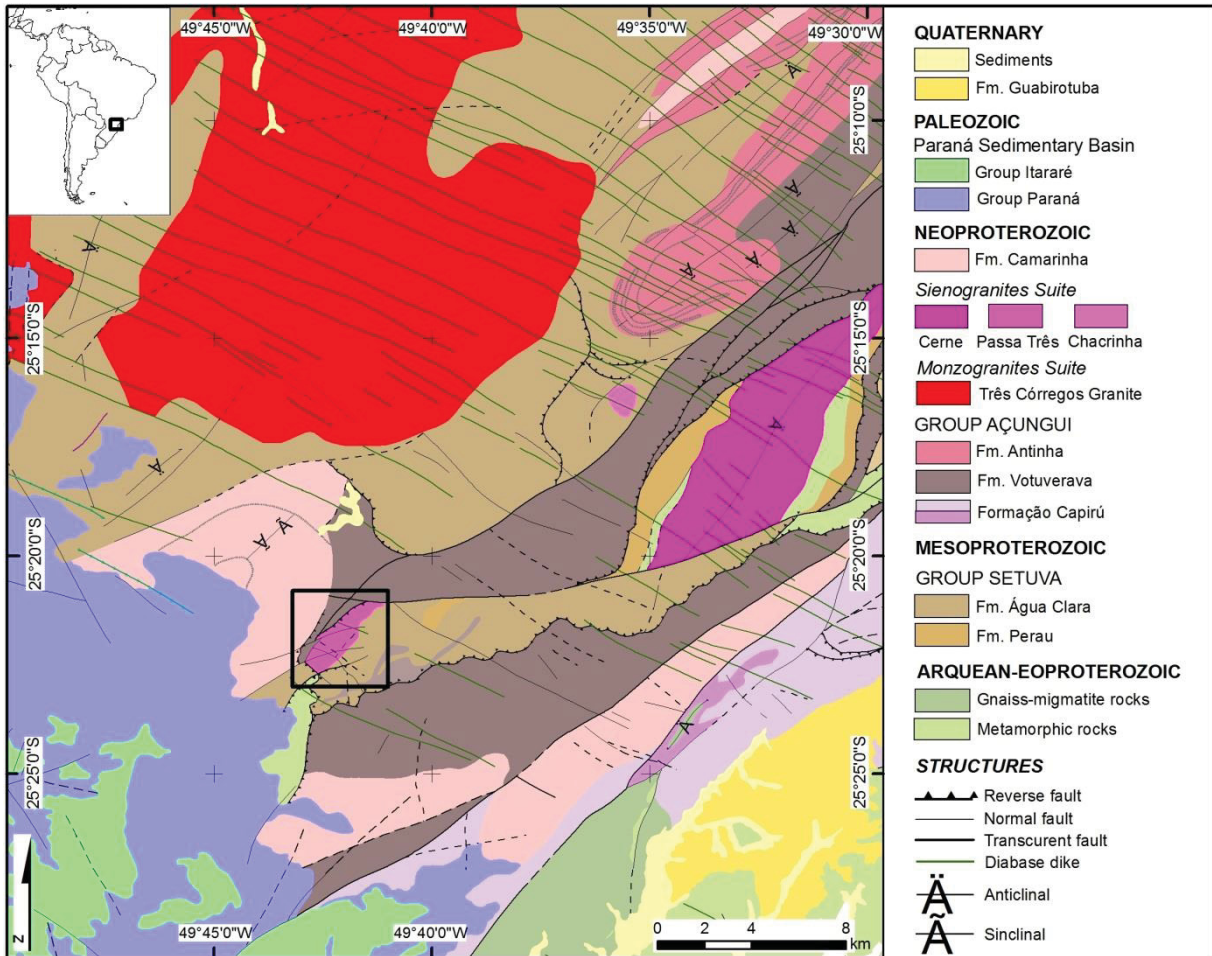 49°45'0"W 49°40'0"W 49°35'0"W 49°30'0"W
25°10'0"S
25°15'0"S 25°15'0"S
25°20'0"S 25°20'0"S
25°25'0"S 25°25'0"S
49°45'0"W 49°40'0"W
N
0 2 4 8
km
QUATERNARY
Sediments
Fm. Guabirotuba
PALEOZOIC
Paraná Sedimentary Basin
Group Itararé
Group Paraná
NEOPROTEROZOIC
Fm. Camarinha
Sienogranites Suite
Cerne Passa Três Chacrinha
Monzogranites Suite
Três Córregos Granite
GROUP AÇUNGUI
Fm. Antinha
Fm. Votuverava
Formação Capirú
MESOPROTEROZOIC
GROUP SETUVA
Fm. Água Clara
Fm. Perau
ARQUEAN-EOPROTEROZOIC
Gnaiss-migmatite rocks
Metamorphic rocks
STRUCTURES
Reverse fault
Normal fault
Transcurent fault
Diabase dike
Ä Anticlinal
Ã Sinclinal